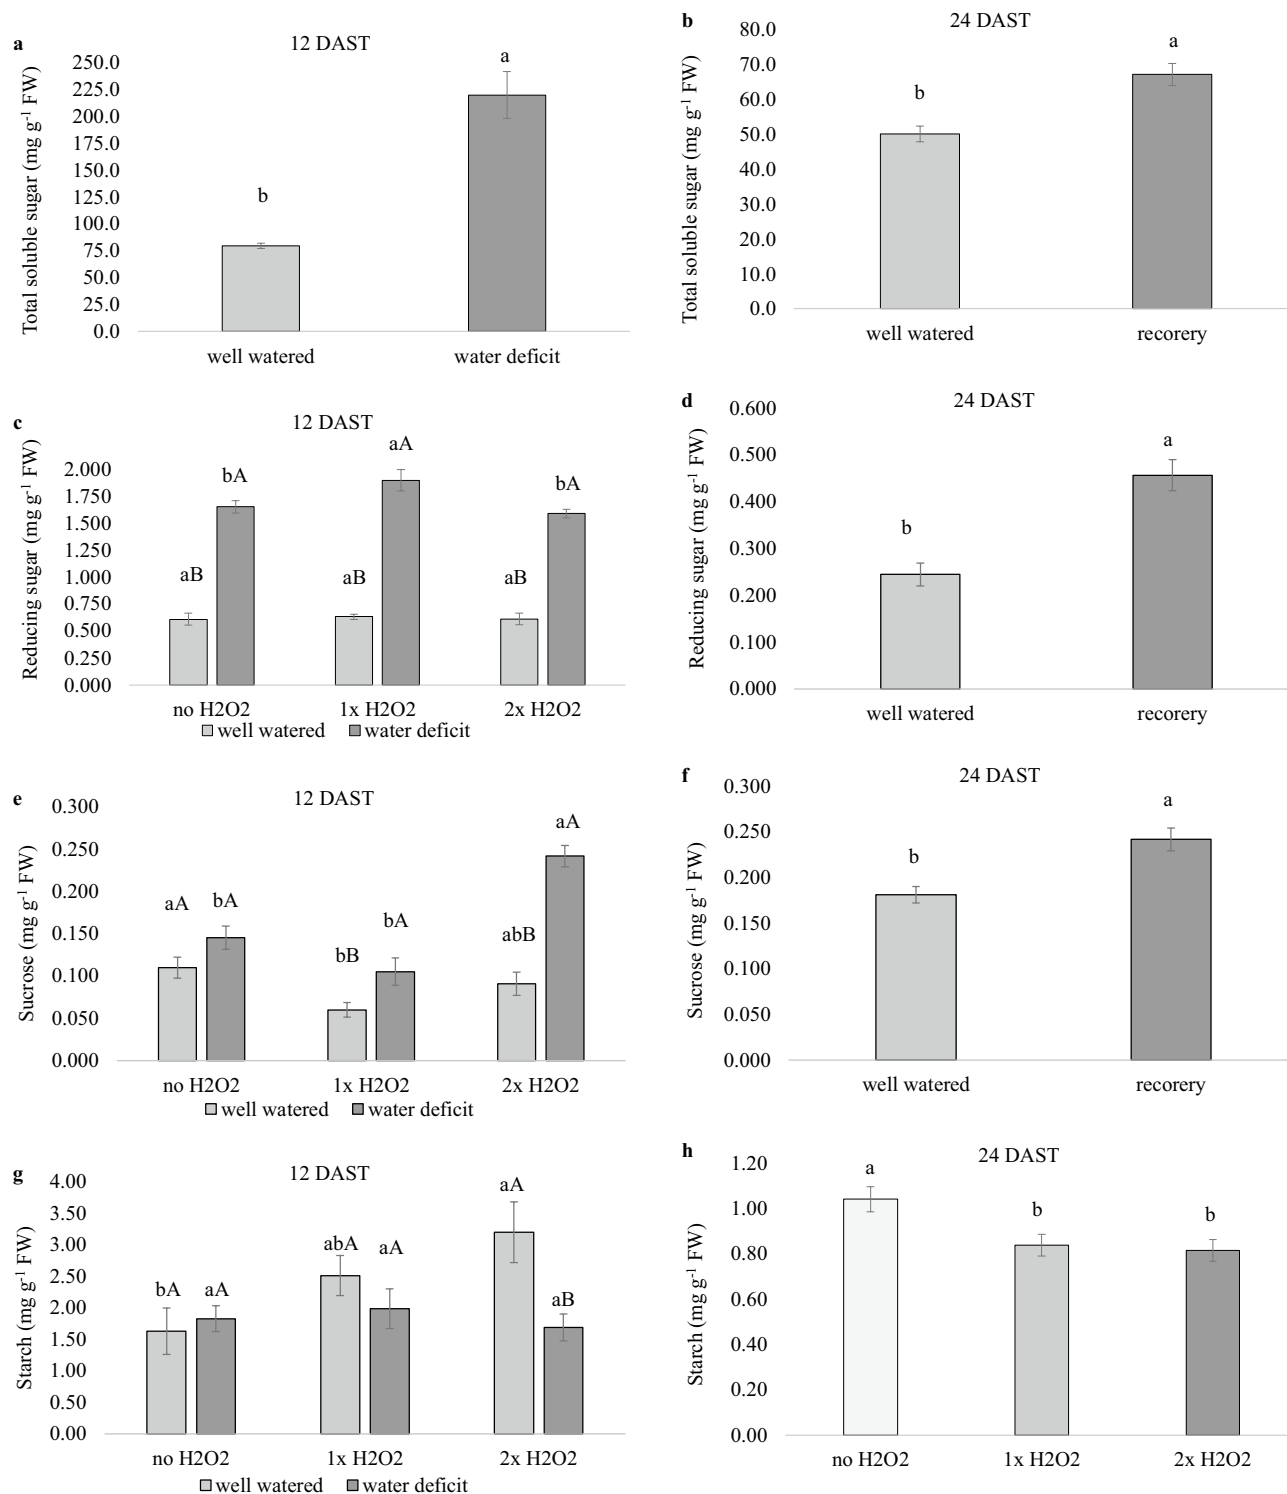 a
12 DAST
Total soluble sugar (mg g-1 FW)
250.0
225.0
200.0
175.0
150.0
125.0
100.0
75.0
50.0
25.0
0.0
b
a
well watered
water deficit
b
24 DAST
Total soluble sugar (mg g-1 FW)
80.0
70.0
60.0
50.0
40.0
30.0
20.0
10.0
0.0
b
a
well watered
recorery
c
12 DAST
Reducing sugar (mg g-1 FW)
2.000
1.750
1.500
1.250
1.000
0.750
0.500
0.250
0.000
aB
bA
aB
aA
aB
bA
no H2O2
1x H2O2
2x H2O2
well watered
water deficit
d
24 DAST
Reducing sugar (mg g-1 FW)
0.600
0.500
0.400
0.300
0.200
0.100
0.000
b
a
well watered
recorery
e
12 DAST
Sucrose (mg g-1 FW)
0.300
0.250
0.200
0.150
0.100
0.050
0.000
aA
bA
bB
bA
abB
aA
no H2O2
1x H2O2
2x H2O2
well watered
water deficit
f
24 DAST
Sucrose (mg g-1 FW)
0.300
0.250
0.200
0.150
0.100
0.050
0.000
b
a
well watered
recorery
g
12 DAST
Starch (mg g-1 FW)
4.00
3.50
3.00
2.50
2.00
1.50
1.00
0.50
0.00
bA
aA
abA
aA
aA
aB
no H2O2
1x H2O2
2x H2O2
well watered
water deficit
h
24 DAST
Starch (mg g-1 FW)
1.20
1.00
0.80
0.60
0.40
0.20
0.00
a
b
b
no H2O2
1x H2O2
2x H2O2